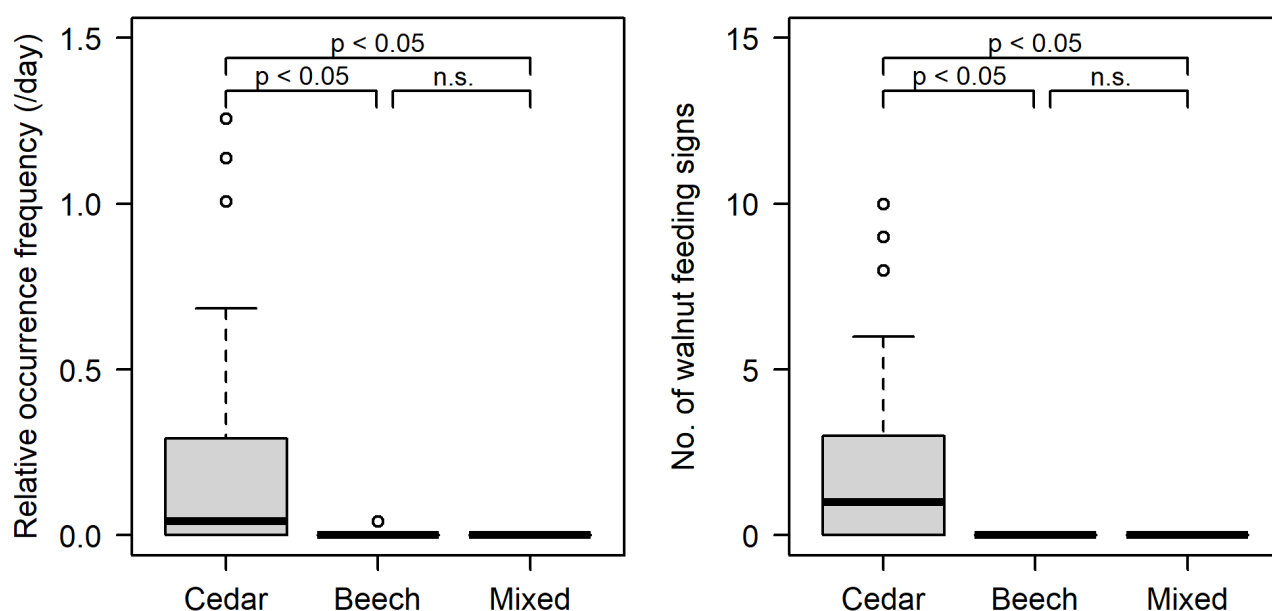 Relative occurrence frequency (/day)
1.5
1.0
0.5
0.0
p < 0.05
p < 0.05
n.s.
Cedar
Beech
Mixed
No. of walnut feeding signs
15
10
5
0
p < 0.05
p < 0.05
n.s.
Cedar
Beech
Mixed